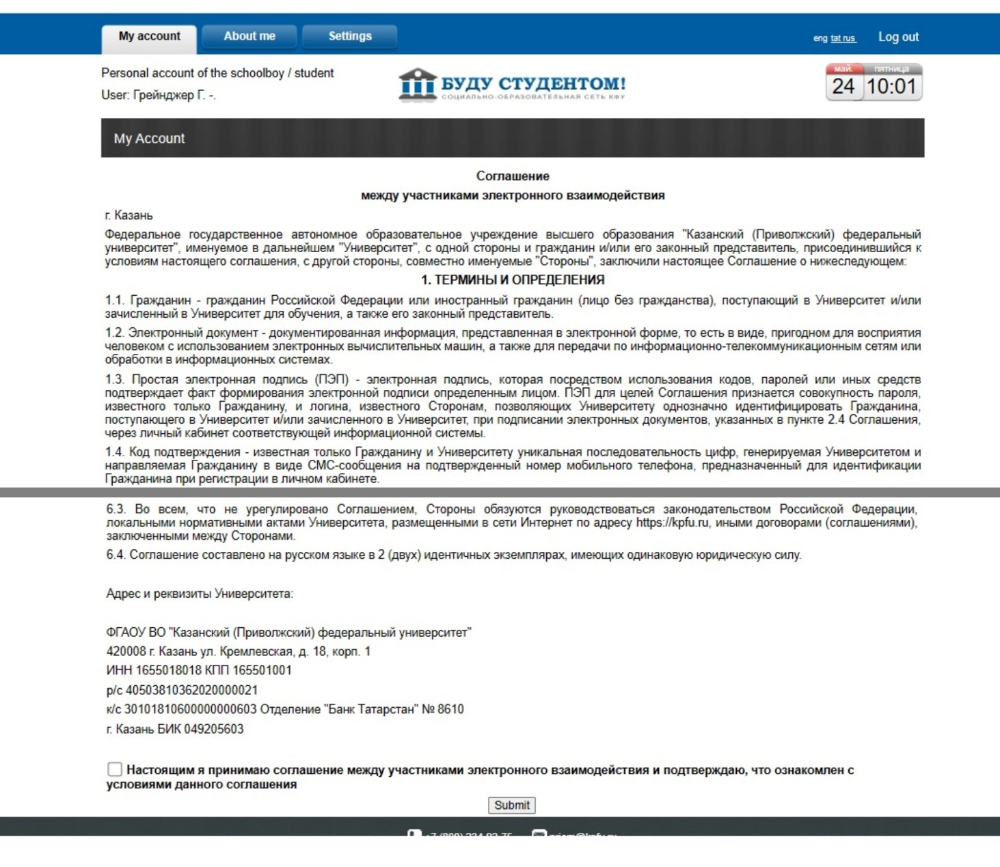 My account
About me
Settings
eng tat rus
Log out
Personal account of the schoolboy / student
User: Грейнджер Г. -.
БУДУ СТУДЕНТОМ!
СОЦИАЛЬНО-ОБРАЗОВАТЕЛЬНАЯ СЕТЬ КФУ
май. пятница
24 10:01
My Account
Соглашение
между участниками электронного взаимодействия
г. Казань
Федеральное государственное автономное образовательное учреждение высшего образования "Казанский (Приволжский) федеральный
университет", именуемое в дальнейшем "Университет", с одной стороны и гражданин и/или его законный представитель, присоединившийся к
условиям настоящего соглашения, с другой стороны, совместно именуемые "Стороны", заключили настоящее Соглашение о нижеследующем:
1. ТЕРМИНЫ И ОПРЕДЕЛЕНИЯ
1.1. Гражданин - гражданин Российской Федерации или иностранный гражданин (лицо без гражданства), поступающий в Университет и/или
зачисленный в Университет для обучения, а также его законный представитель.
1.2. Электронный документ - документированная информация, представленная в электронной форме, то есть в виде, пригодном для восприятия
человеком с использованием электронных вычислительных машин, а также для передачи по информационно-телекоммуникационным сетям или
обработки в информационных системах.
1.3. Простая электронная подпись (ПЭП) - электронная подпись, которая посредством использования кодов, паролей или иных средств
подтверждает факт формирования электронной подписи определенным лицом. ПЭП для целей Соглашения признается совокупность пароля,
известного только Гражданину, и логина, известного Сторонам, позволяющих Университету однозначно идентифицировать Гражданина,
поступающего в Университет и/или зачисленного в Университет, при подписании электронных документов, указанных в пункте 2.4 Соглашения,
через личный кабинет соответствующей информационной системы.
1.4. Код подтверждения - известная только Гражданину и Университету уникальная последовательность цифр, генерируемая Университетом и
направляемая Гражданину в виде СМС-сообщения на подтвержденный номер мобильного телефона, предназначенный для идентификации
Гражданина при регистрации в личном кабинете.
6.3. Во всем, что не урегулировано Соглашением, Стороны обязуются руководствоваться законодательством Российской Федерации,
локальными нормативными актами Университета, размещенными в сети Интернет по адресу https://kpfu.ru, иными договорами (соглашениями),
заключенными между Сторонами.
6.4. Соглашение составлено на русском языке в 2 (двух) идентичных экземплярах, имеющих одинаковую юридическую силу.
Адрес и реквизиты Университета:
ФГАОУ ВО "Казанский (Приволжский) федеральный университет"
420008 г. Казань ул. Кремлевская, д. 18, корп. 1
ИНН 1655018018 КПП 165501001
р/с 40503810362020000021
к/с 30101810600000000603 Отделение "Банк Татарстан" № 8610
г. Казань БИК 049205603
Настоящим я принимаю соглашение между участниками электронного взаимодействия и подтверждаю, что ознакомлен с
условиями данного соглашения
Submit